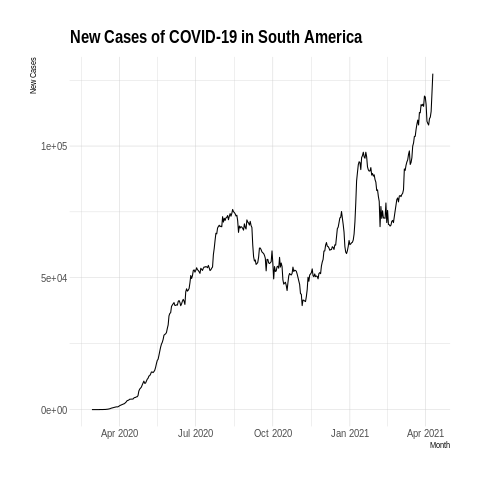 New Cases of COVID-19 in South America
New Cases
1e+05
5e+04
0e+00
Apr 2020 Jul 2020 Oct 2020 Jan 2021 Apr 2021
Month